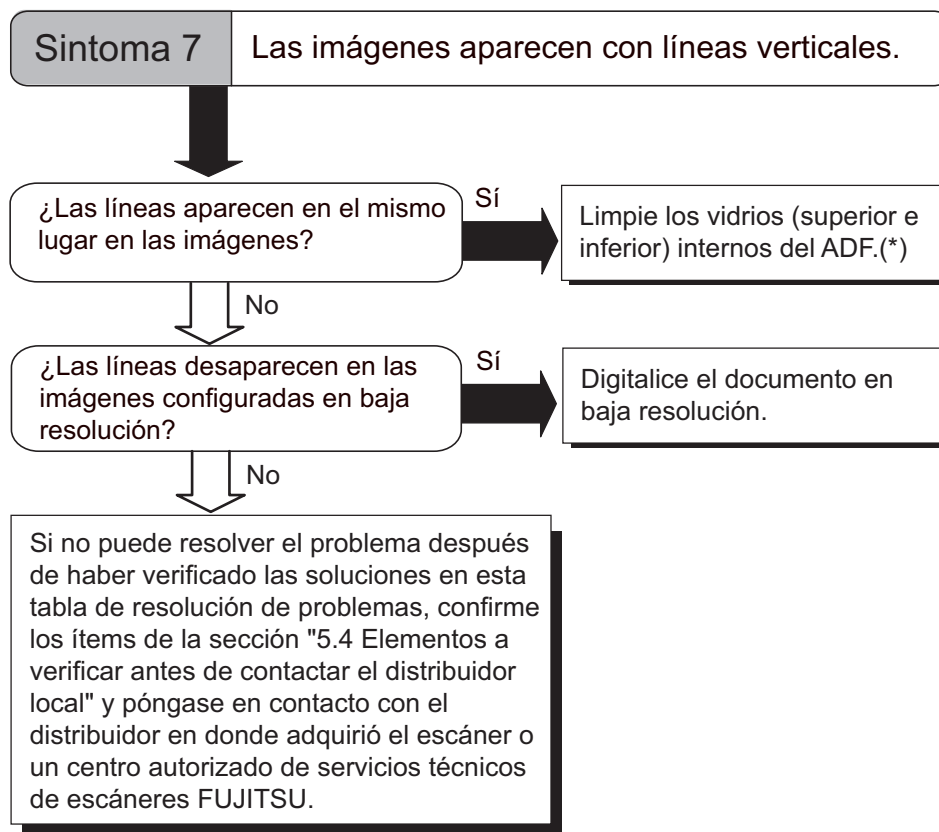 Sintoma 7
Las imágenes aparecen con líneas verticales.
¿Las líneas aparecen en el mismo
lugar en las imágenes?
Sí
Limpie los vidrios (superior e
inferior) internos del ADF.(*)
No
¿Las líneas desaparecen en las
imágenes configuradas en baja
resolución?
Sí
Digitalice el documento en
baja resolución.
No
Si no puede resolver el problema después
de haber verificado las soluciones en esta
tabla de resolución de problemas, confirme
los ítems de la sección "5.4 Elementos a
verificar antes de contactar el distribuidor
local" y póngase en contacto con el
distribuidor en donde adquirió el escáner o
un centro autorizado de servicios técnicos
de escáneres FUJITSU.